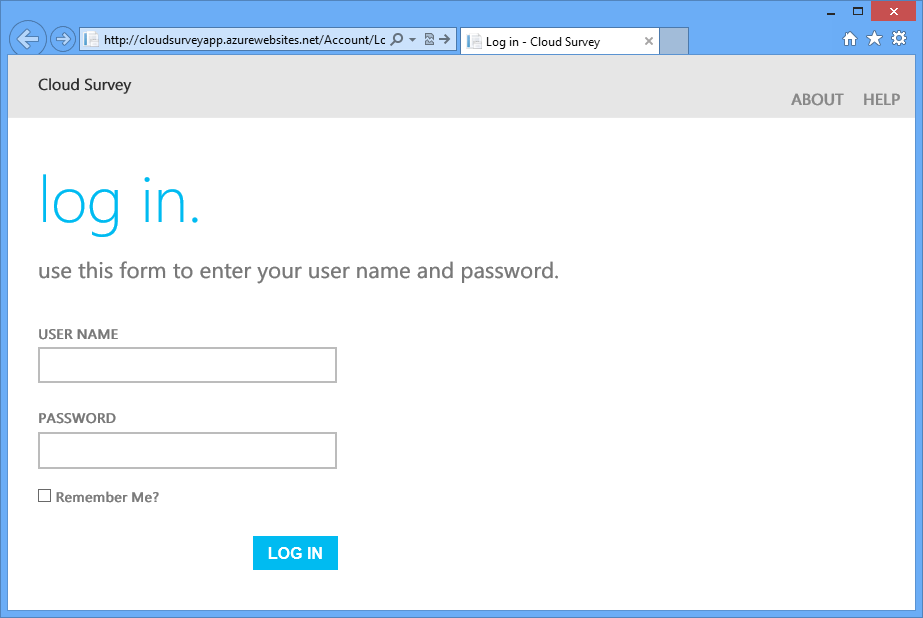 http://cloudsurveyapp.azurewebsites.net/Account/Lc
Log in - Cloud Survey
Cloud Survey
ABOUT HELP
log in.
use this form to enter your user name and password.
USER NAME
PASSWORD
Remember Me?
LOG IN